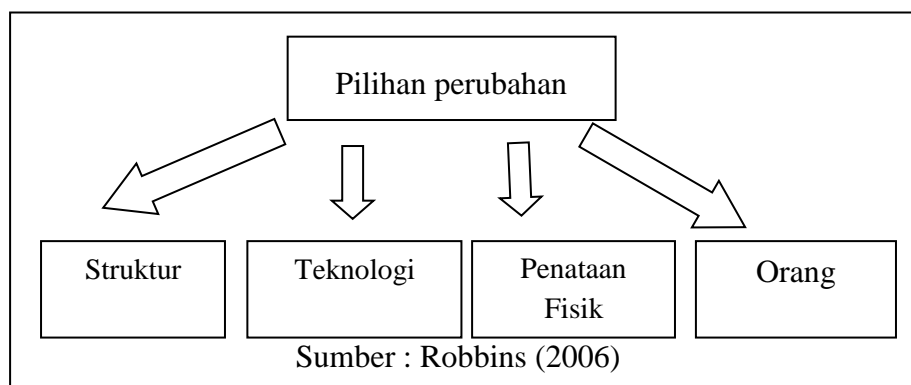 Pilihan perubahan
Struktur
Teknologi
Penataan
Fisik
Orang
Sumber : Robbins (2006)